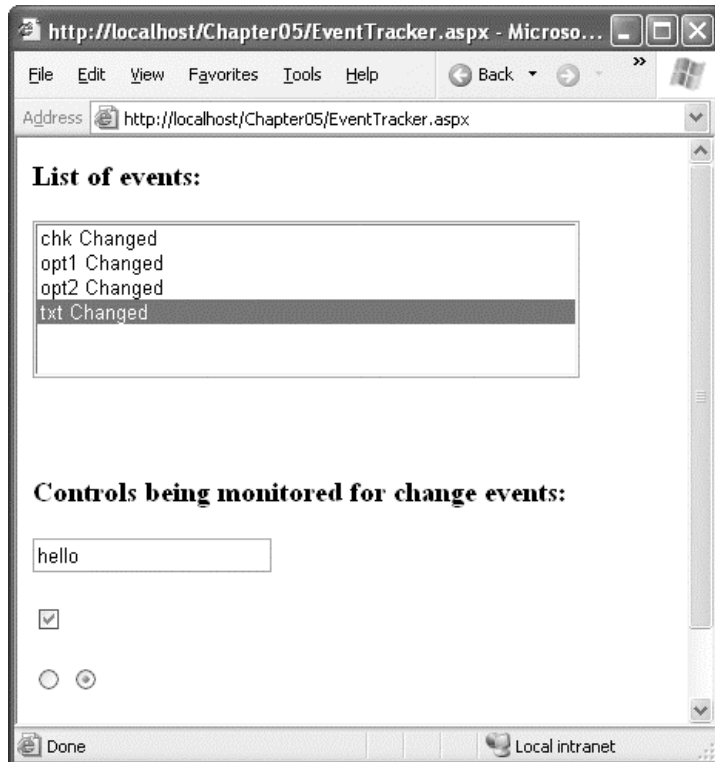 http://localhost/Chapter05/EventTracker.aspx - Microso...
File Edit View Favorites Tools Help Back »
Address http://localhost/Chapter05/EventTracker.aspx
List of events:
chk Changed
opt1 Changed
opt2 Changed
txt Changed
Controls being monitored for change events:
hello
Done Local intranet